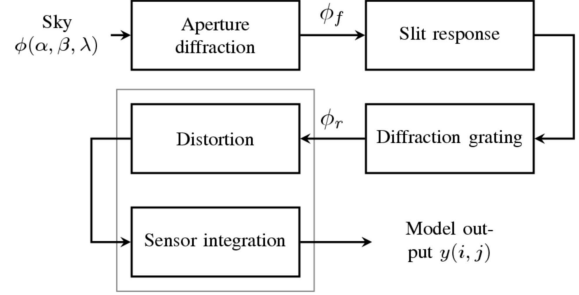 Sky
ϕ(α, β, λ)
Aperture
diffraction
ϕ_f
Slit response
Distortion
ϕ_r
Diffraction grating
Sensor integration
Model out-
put y(i, j)